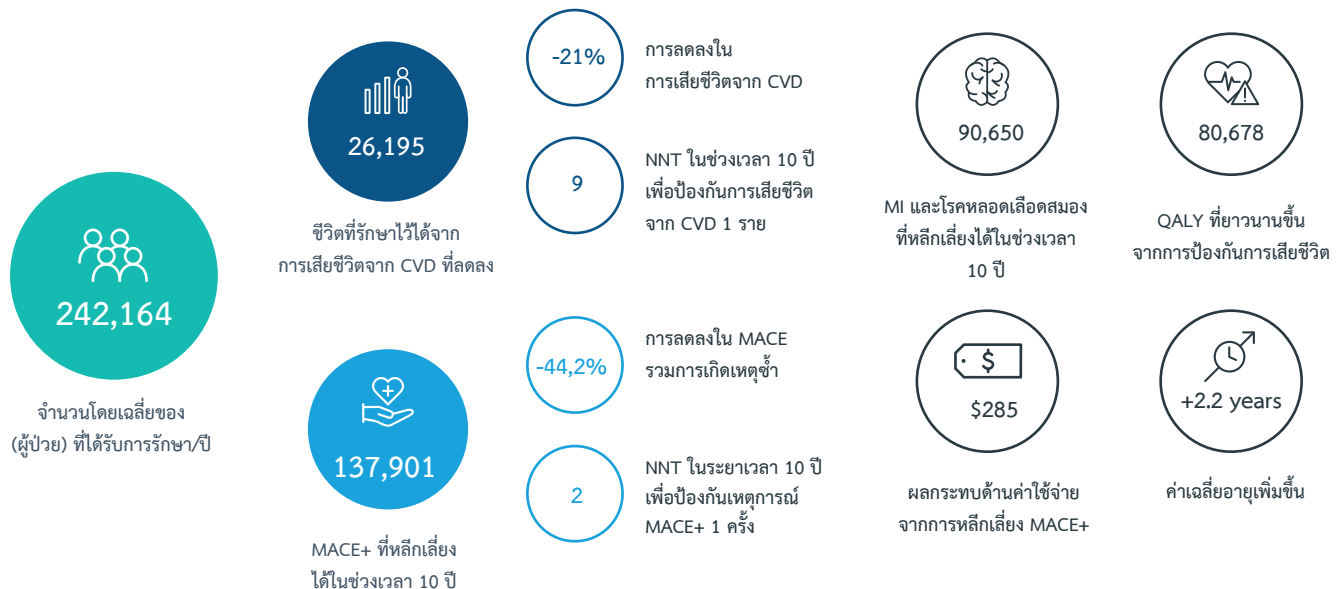 242,164
จำนวนโดยเฉลี่ยของ
(ผู้ป่วย) ที่ได้รับการรักษา/ปี
26,195
ชีวิตที่รักษาไว้ได้จาก
การเสียชีวิตจาก CVD ที่ลดลง
-21%
การลดลงใน
การเสียชีวิตจาก CVD
9
NNT ในช่วงเวลา 10 ปี
เพื่อป้องกันการเสียชีวิต
จาก CVD 1 ราย
137,901
MACE+ ที่หลีกเลี่ยง
ได้ในช่วงเวลา 10 ปี
-44,2%
การลดลงใน MACE
รวมการเกิดเหตุซ้ำ
2
NNT ในระยาเวลา 10 ปี
เพื่อป้องกันเหตุการณ์
MACE+ 1 ครั้ง
90,650
MI และโรคหลอดเลือดสมอง
ที่หลีกเลี่ยงได้ในช่วงเวลา
10 ปี
80,678
QALY ที่ยาวนานขึ้น
จากการป้องกันการเสียชีวิต
$
$285
ผลกระทบด้านค่าใช้จ่าย
จากการหลีกเลี่ยง MACE+
+2.2 years
ค่าเฉลี่ยอายุเพิ่มขึ้น